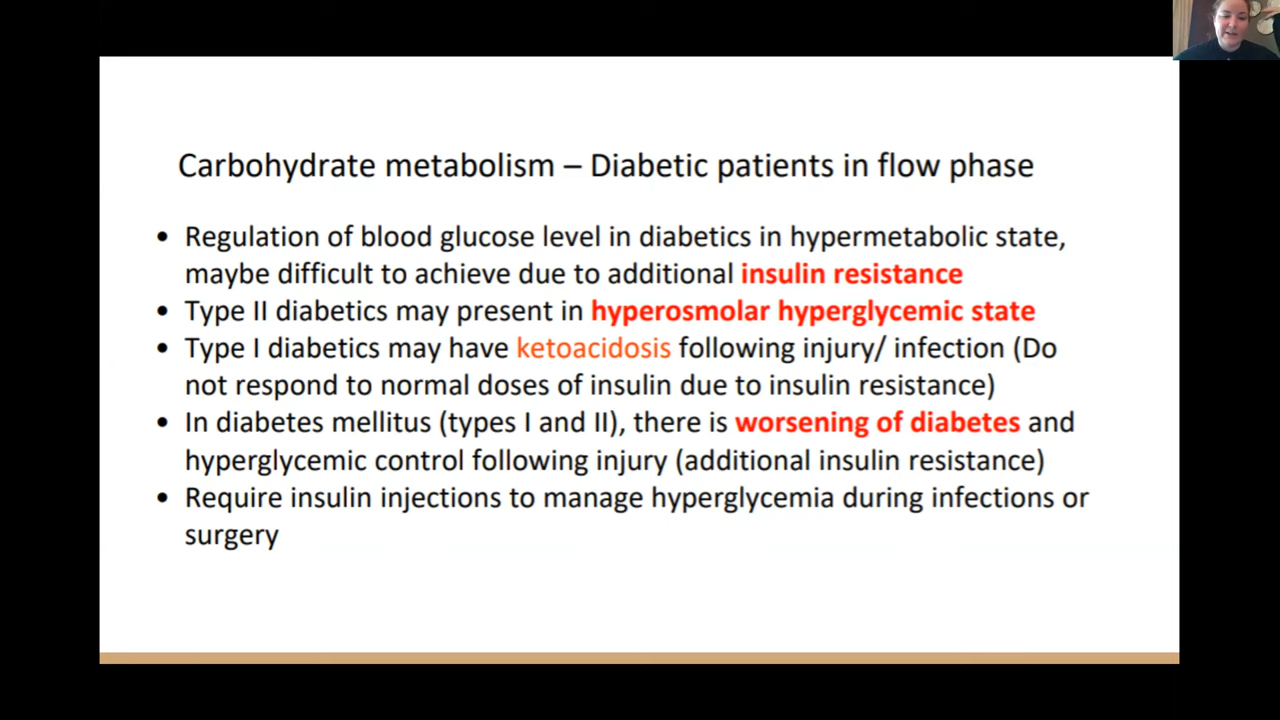 Carbohydrate metabolism – Diabetic patients in flow phase
• Regulation of blood glucose level in diabetics in hypermetabolic state,
maybe difficult to achieve due to additional insulin resistance
• Type II diabetics may present in hyperosmolar hyperglycemic state
• Type I diabetics may have ketoacidosis following injury/ infection (Do
not respond to normal doses of insulin due to insulin resistance)
• In diabetes mellitus (types I and II), there is worsening of diabetes and
hyperglycemic control following injury (additional insulin resistance)
• Require insulin injections to manage hyperglycemia during infections or
surgery